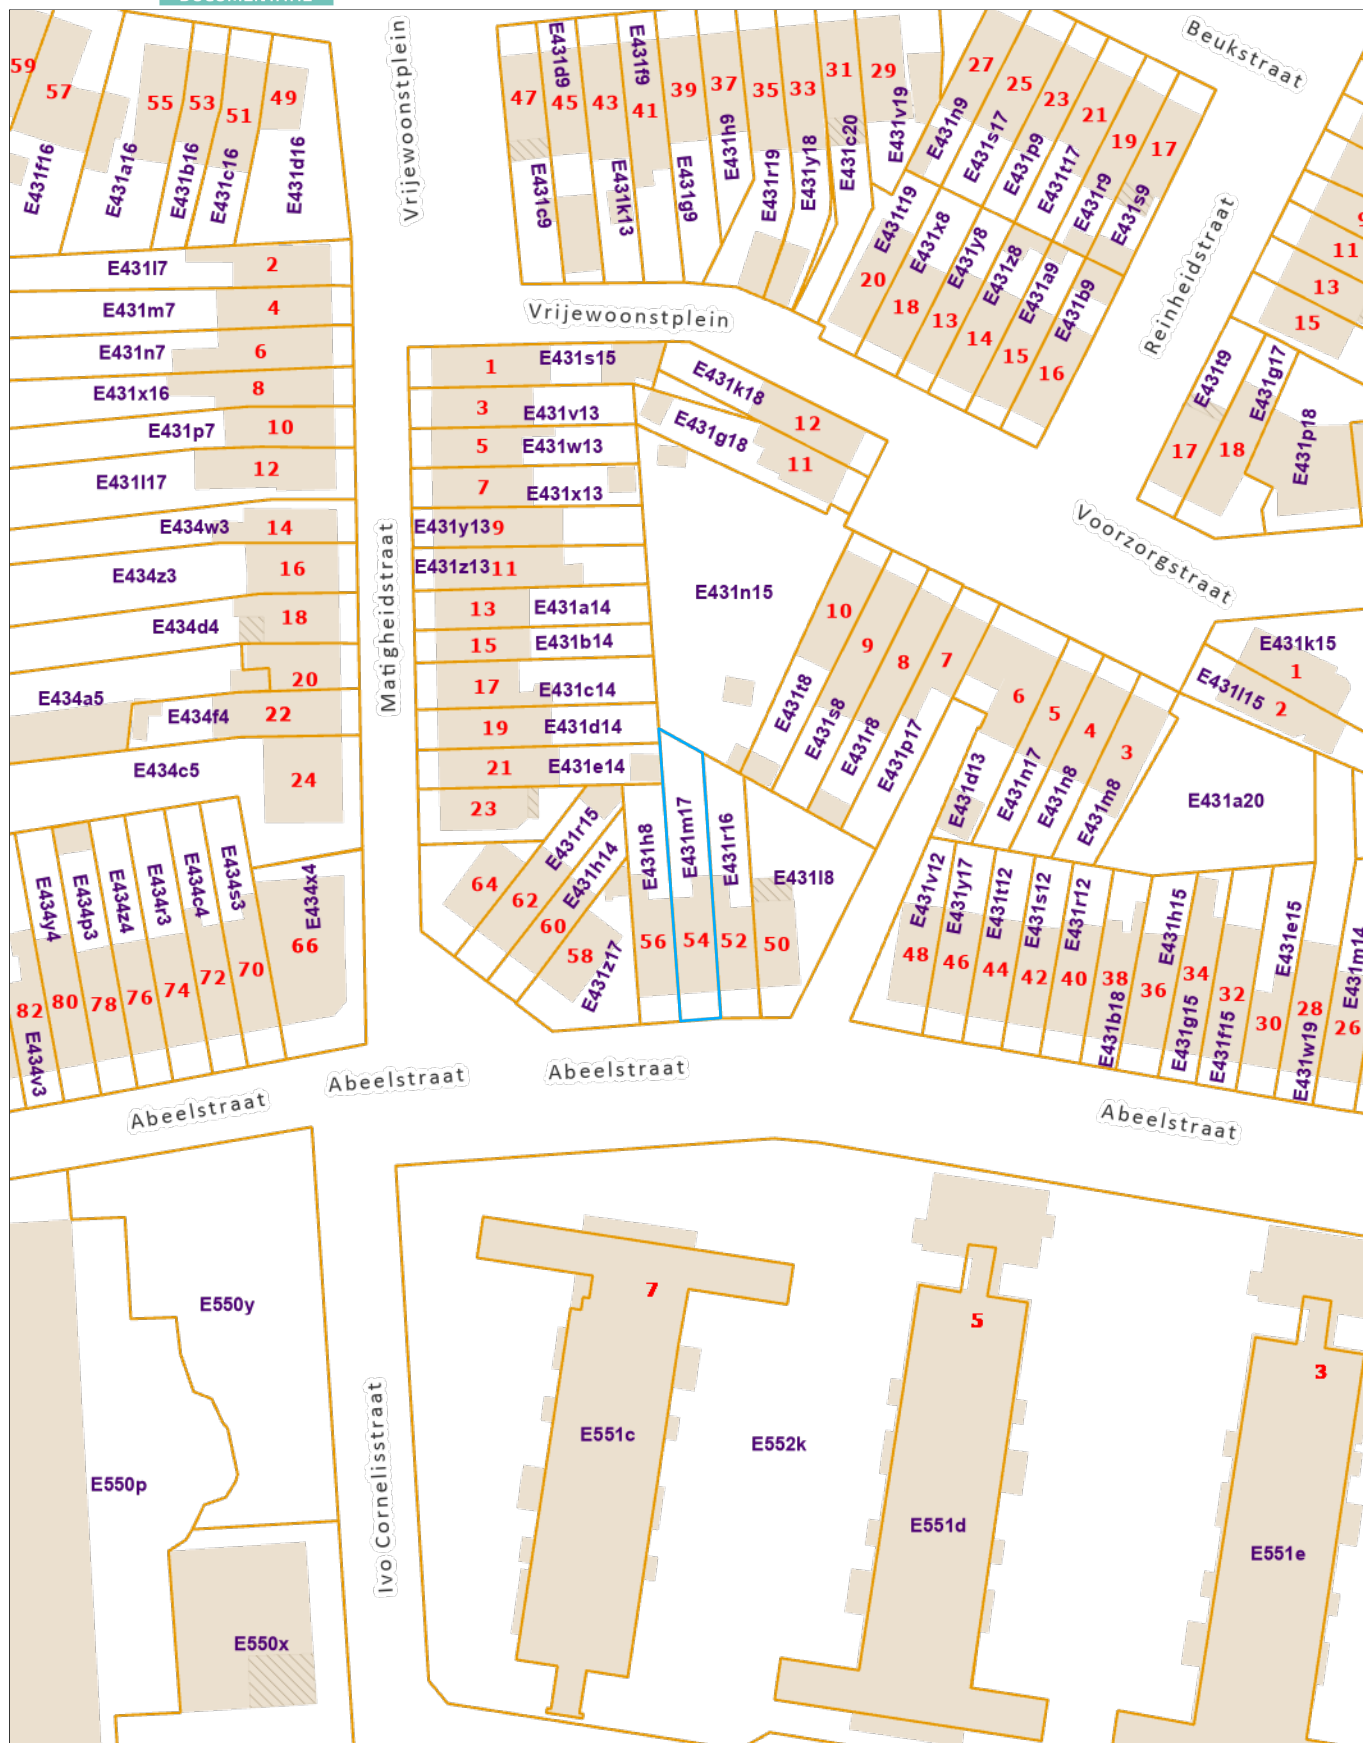 Vrijewoonstplein
Beukstraat
59
57
55
53
51
49
E431f16
E431a16
E431b16
E431c16
E431d16
E431d9
E431f9
47
45
43
41
39
37
35
33
31
29
E431c9
E431k13
E431g9
E431h9
E431r19
E431y18
E431c20
E431v19
27
25
23
21
19
17
E431n9
E431s17
E431p9
E431t17
E431r9
E431s9
E431t19
E431x8
E431y8
E431z8
E431a9
E431b9
20
18
13
14
15
16
Reinheidstraat
11
13
15
E431l7
2
E431m7
4
E431n7
6
E431x16
8
E431p7
10
E431l17
12
E434w3
14
E434z3
16
E434d4
18
E434a5
20
E434f4
22
E434c5
24
Vrijewoonstplein
1
E431s15
3
E431v13
5
E431w13
7
E431x13
E431y13
9
E431z13
11
13
E431a14
15
E431b14
17
E431c14
19
E431d14
21
E431e14
23
Matigheidstraat
E431k18
12
E431g18
11
E431n15
E431t9
E431g17
E431p18
17
18
Voorzorgstraat
10
9
8
7
6
5
4
3
E431t8
E431s8
E431r8
E431p17
E431d13
E431n17
E431n8
E431m8
E431k15
1
E431l15
2
E431a20
E434y4
E434p3
E434z4
E434r3
E434c4
E434s3
E434x4
82
80
78
76
74
72
70
66
E434v3
E431r15
E431h14
E431z17
E431h8
E431m17
E431r16
E431l8
64
62
60
58
56
54
52
50
E431v12
E431y17
E431t12
E431s12
E431r12
E431h15
E431e15
E431m14
48
46
44
42
40
38
36
34
32
30
28
26
E431b18
E431g15
E431f15
E431w19
Abeelstraat
Abeelstraat
Abeelstraat
Abeelstraat
E550y
E550p
E550x
Ivo Cornelisstraat
7
E551c
E552k
5
E551d
3
E551e